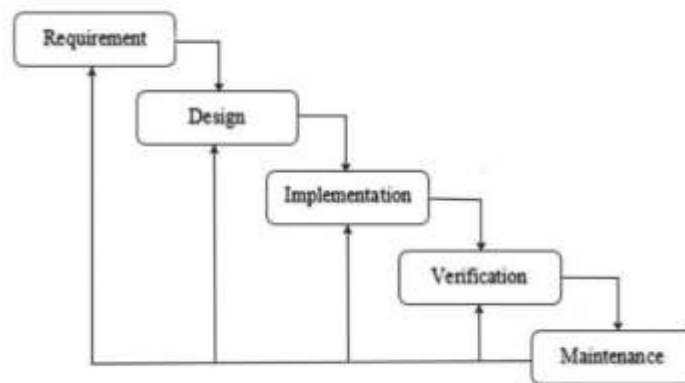 Requirement
Design
Implementation
Verification
Maintenance